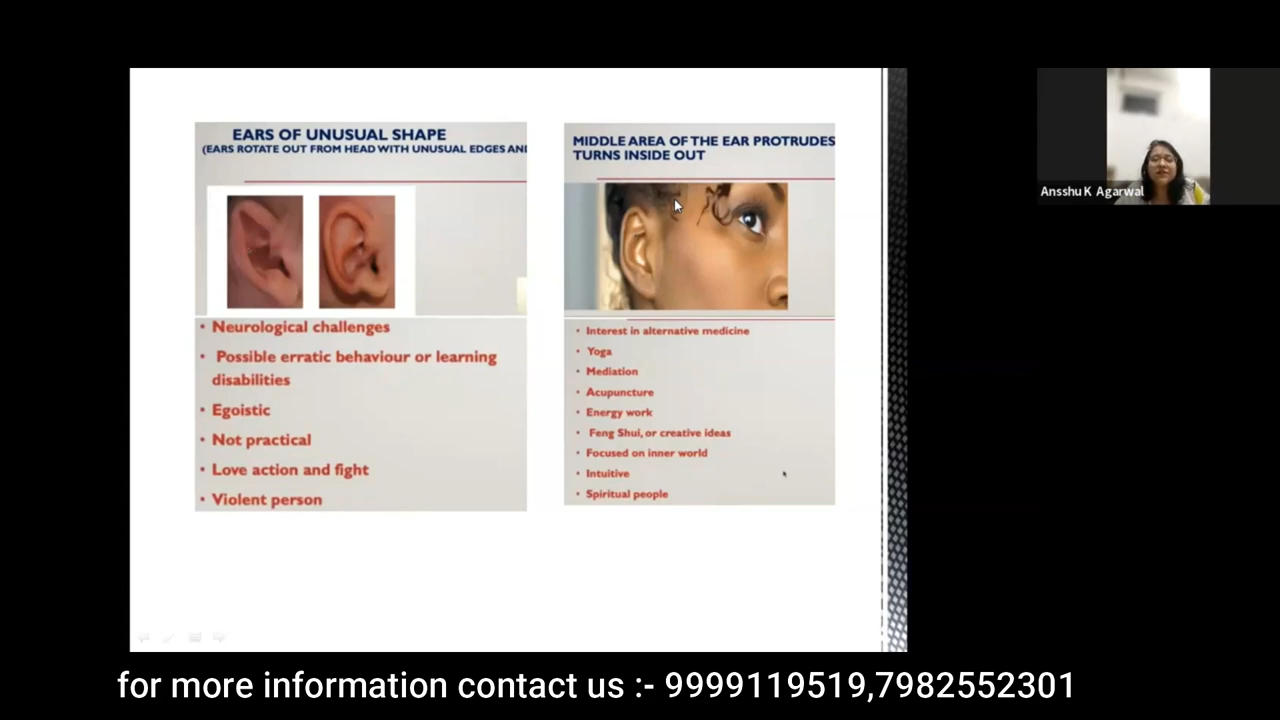 EARS OF UNUSUAL SHAPE
(EARS ROTATE OUT FROM HEAD WITH UNUSUAL EDGES AND
• Neurological challenges
• Possible erratic behaviour or learning
disabilities
• Egoistic
• Not practical
• Love action and fight
• Violent person
MIDDLE AREA OF THE EAR PROTRUDES
TURNS INSIDE OUT
• Interest in alternative medicine
• Yoga
• Mediation
• Acupuncture
• Energy work
• Feng Shui, or creative ideas
• Focused on inner world
• Intuitive
• Spiritual people
Ansshu K Agarwal
for more information contact us :- 9999119519,7982552301